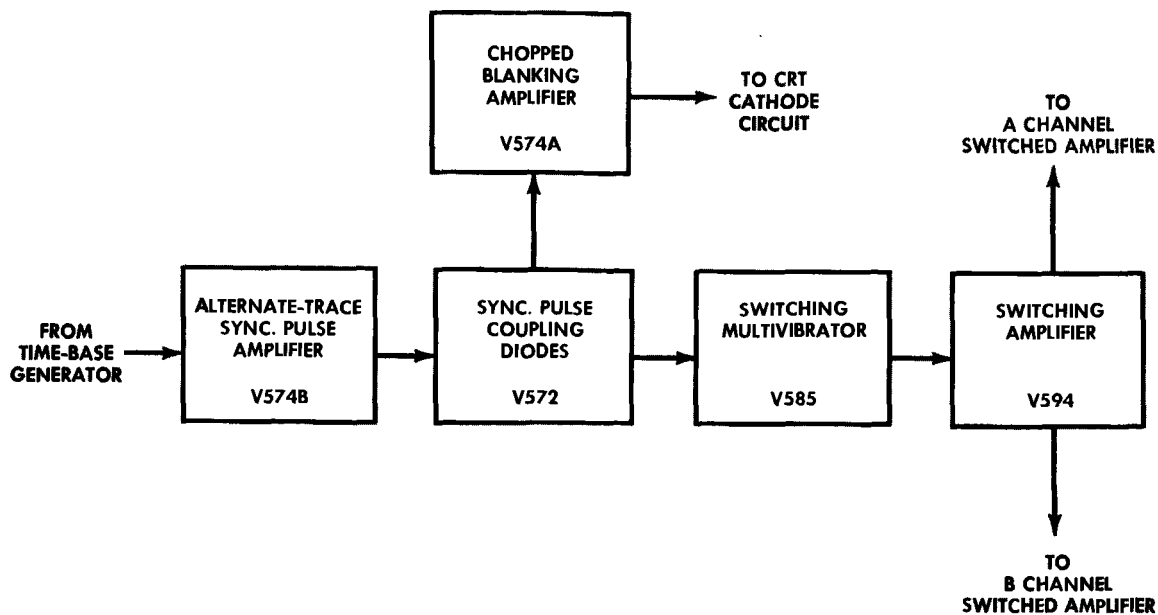 CHOPPED
BLANKING
AMPLIFIER
V574A
TO CRT
CATHODE
CIRCUIT
TO
A CHANNEL
SWITCHED AMPLIFIER
FROM
TIME-BASE
GENERATOR
ALTERNATE-TRACE
SYNC. PULSE
AMPLIFIER
V574B
SYNC. PULSE
COUPLING
DIODES
V572
SWITCHING
MULTIVIBRATOR
V585
SWITCHING
AMPLIFIER
V594
TO
B CHANNEL
SWITCHED AMPLIFIER